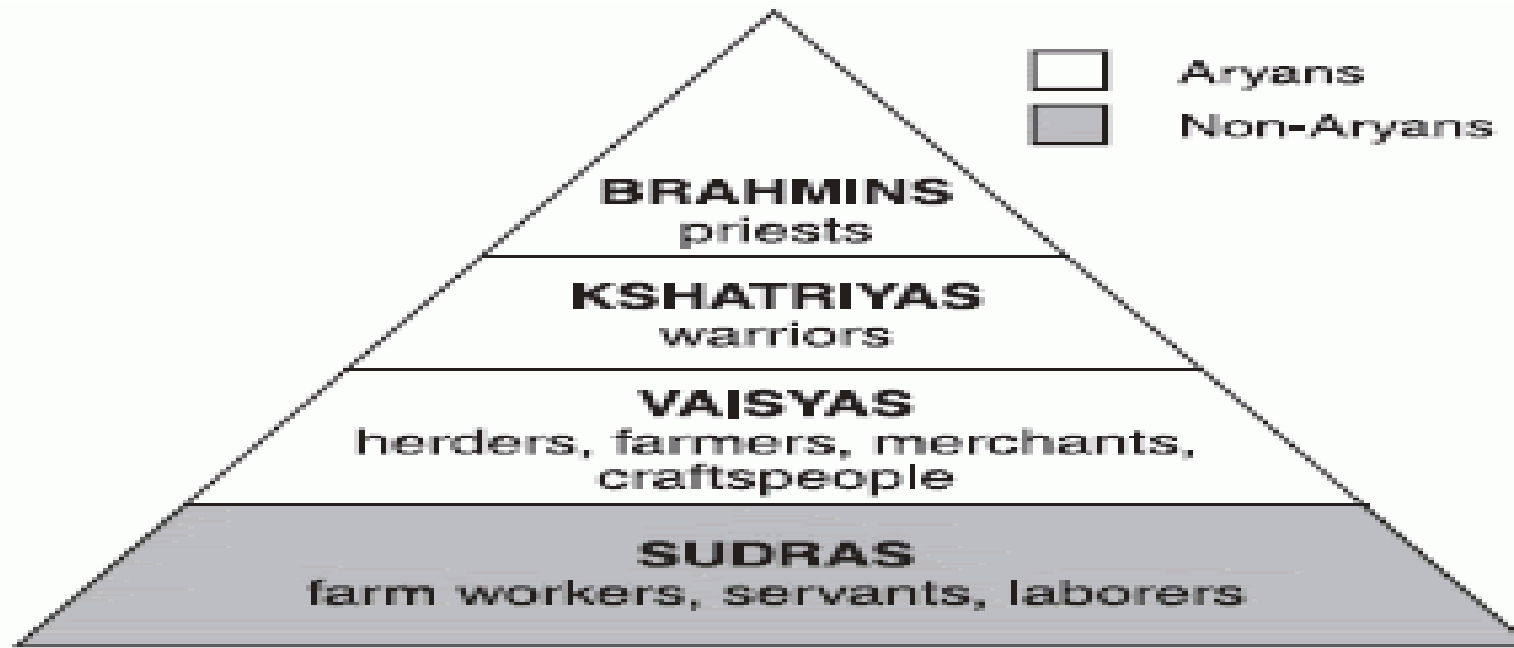 Aryans
Non-Aryans
BRAHMINS
priests
KSHATRIYAS
warriors
VAISYAS
herders, farmers, merchants,
craftspeople
SUDRAS
farm workers, servants, laborers